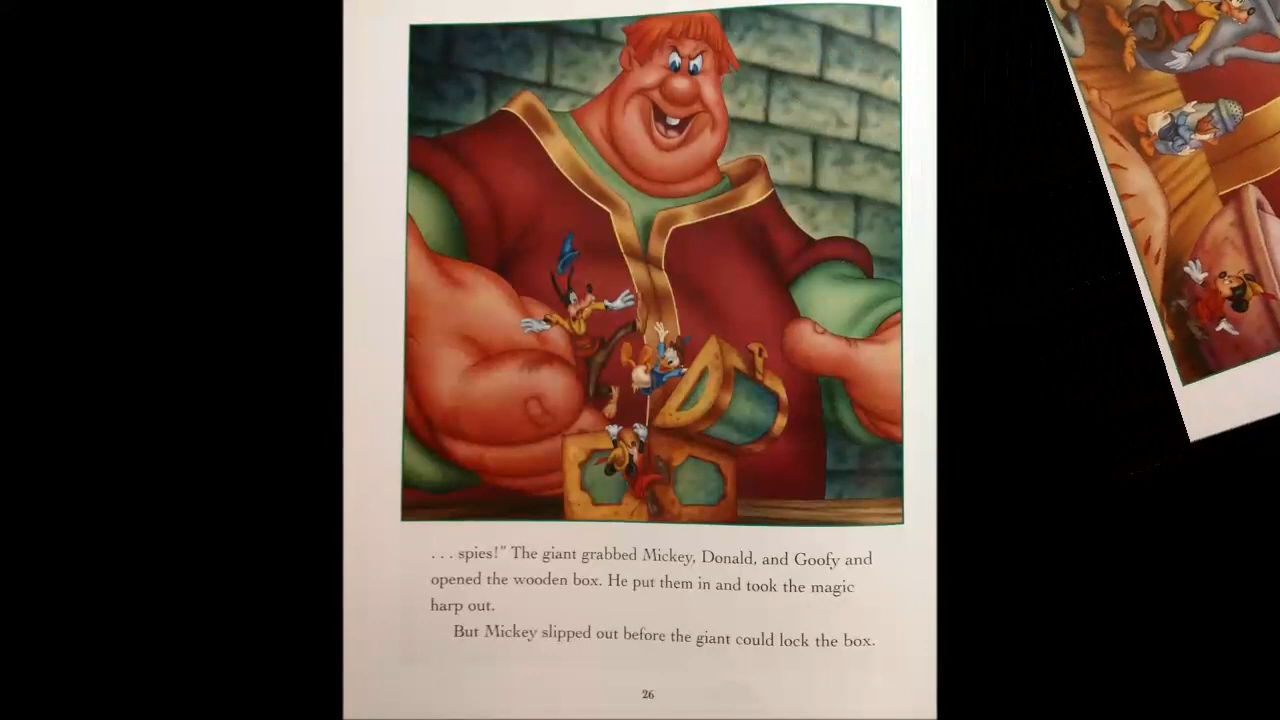 . . . spies!" The giant grabbed Mickey, Donald, and Goofy and
opened the wooden box. He put them in and took the magic
harp out.
But Mickey slipped out before the giant could lock the box.
26